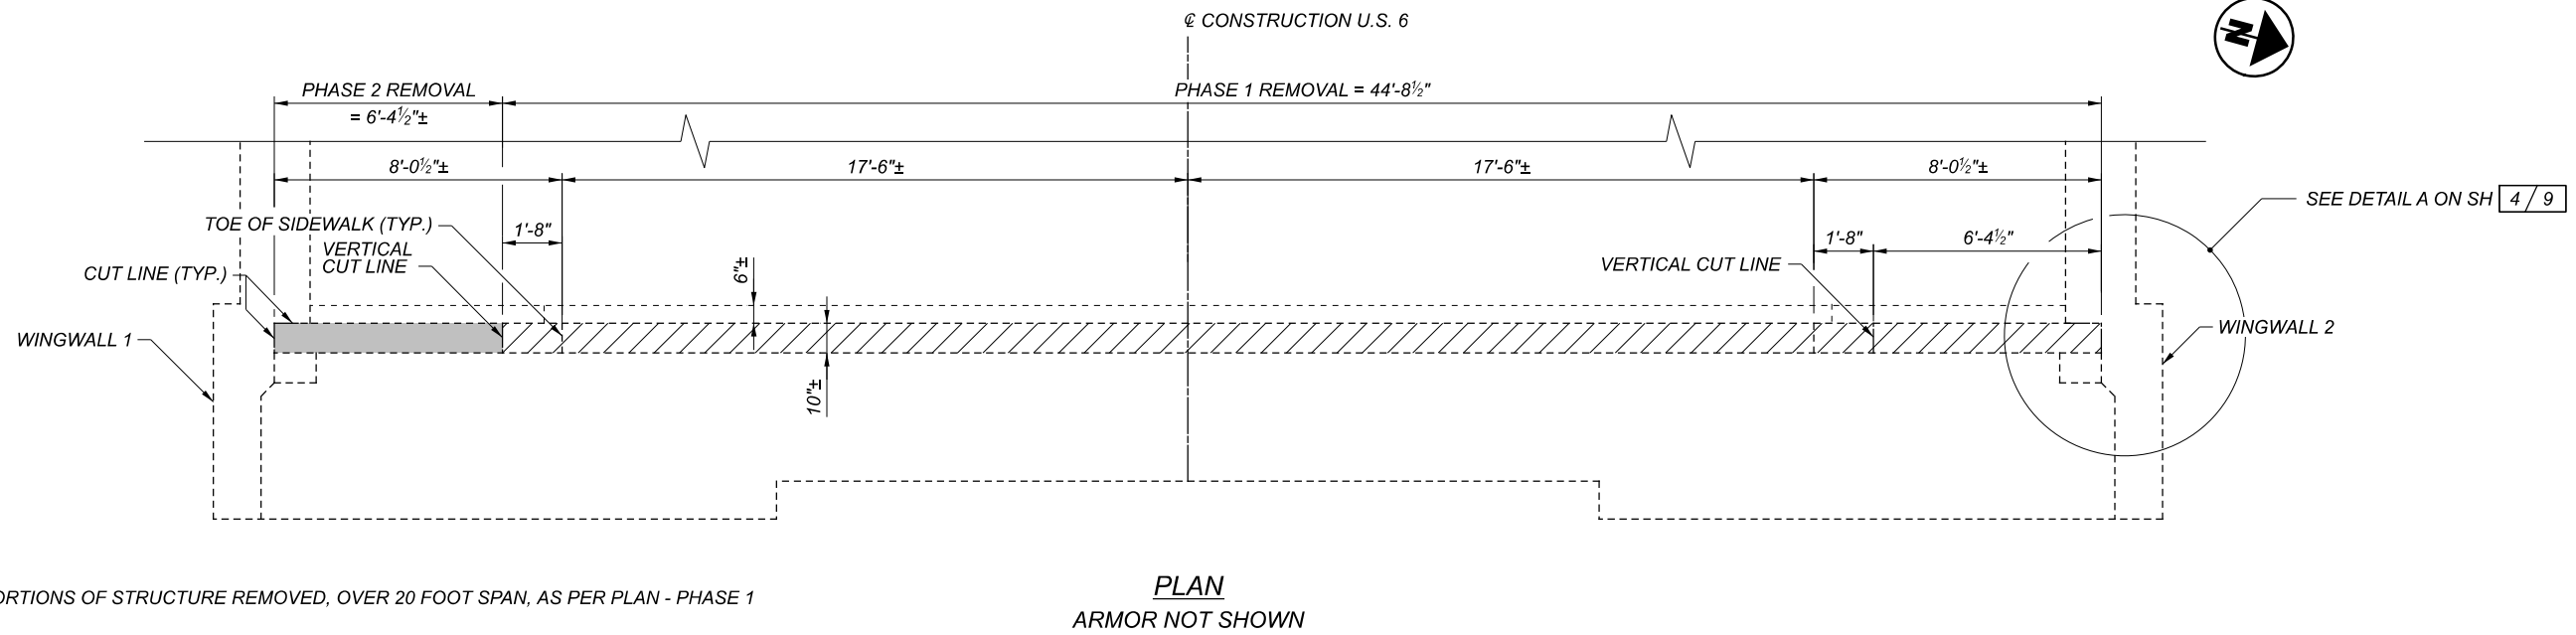 ℄ CONSTRUCTION U.S. 6
N
PHASE 2 REMOVAL
= 6'-4½"±
PHASE 1 REMOVAL = 44'-8½"
8'-0½"±
17'-6"±
17'-6"±
8'-0½"±
SEE DETAIL A ON SH 4 / 9
TOE OF SIDEWALK (TYP.)
1'-8"
VERTICAL
CUT LINE
1'-8"
6'-4½"
CUT LINE (TYP.)
6"±
VERTICAL CUT LINE
WINGWALL 1
WINGWALL 2
10"±
PLAN
ARMOR NOT SHOWN
OF STRUCTURE REMOVED, OVER 20 FOOT SPAN, AS PER PLAN - PHASE 1